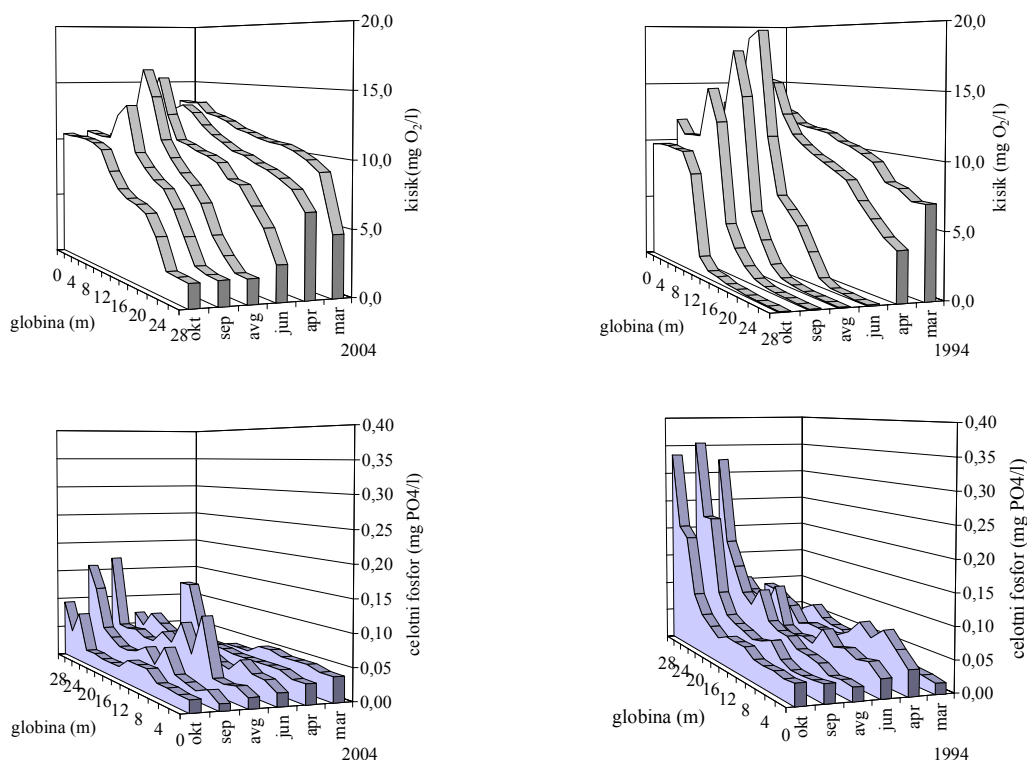 20,0
15,0
10,0
5,0
0,0
kisik (mg O₂/l)
0
4
8
12
16
20
24
28
globina (m)
okt
sep
avg
jun
apr
mar
2004
20,0
15,0
10,0
5,0
0,0
kisik (mg O₂/l)
0
4
8
12
16
20
24
28
globina (m)
okt
sep
avg
jun
apr
mar
1994
0,40
0,35
0,30
0,25
0,20
0,15
0,10
0,05
0,00
celotni fosfor (mg PO4/l)
28
24
20
16
12
8
4
0
globina (m)
okt
sep
avg
jun
apr
mar
2004
0,40
0,35
0,30
0,25
0,20
0,15
0,10
0,05
0,00
celotni fosfor (mg PO4/l)
28
24
20
16
12
8
4
0
globina (m)
okt
sep
avg
jun
apr
mar
1994